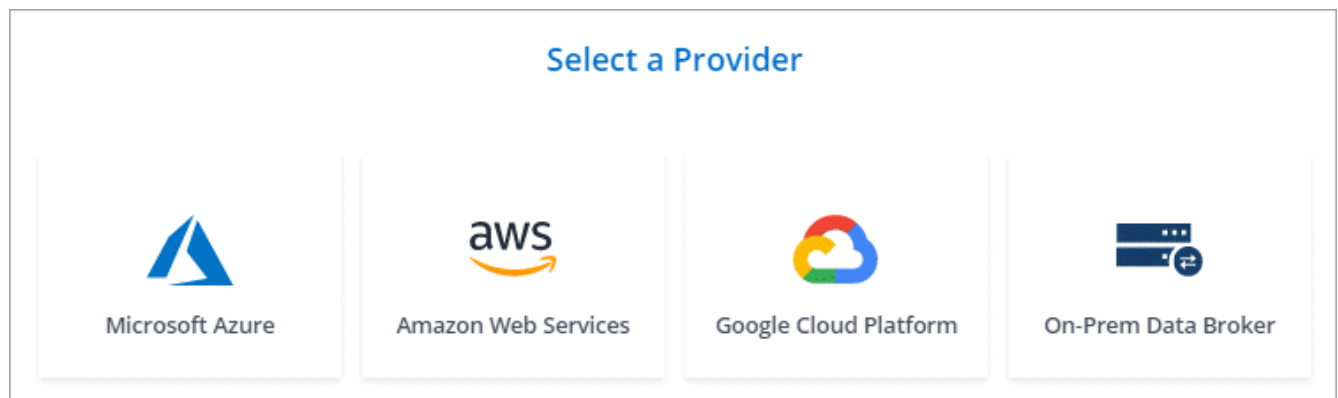 Select a Provider
aws
Microsoft Azure
Amazon Web Services
Google Cloud Platform
On-Prem Data Broker